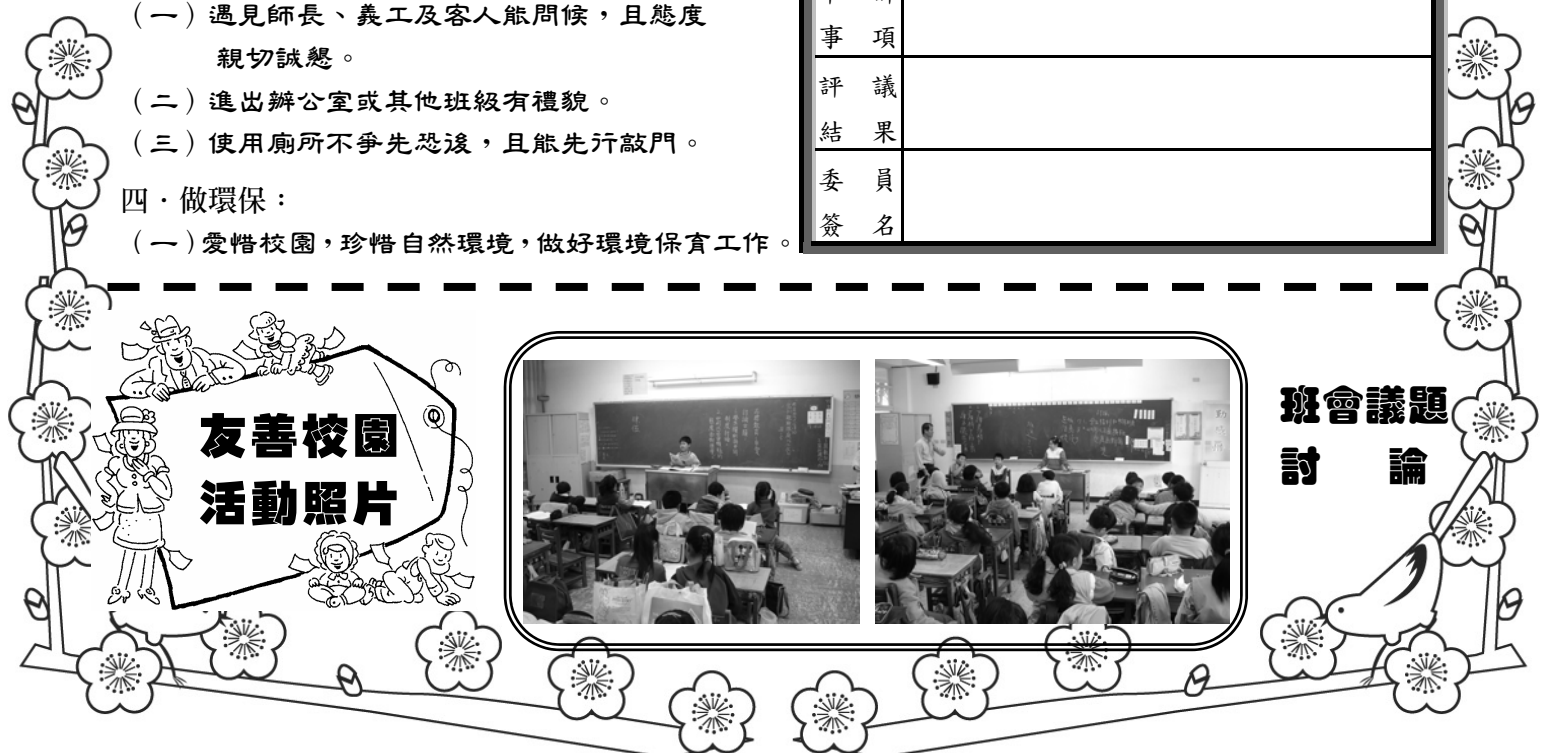 （一）遇見師長、義工及客人能問候，且態度
親切誠懇。
（二）進出辦公室或其他班級有禮貌。
（三）使用廁所不爭先恐後，且能先行敲門。
四．做環保：
（一）愛惜校園，珍惜自然環境，做好環境保育工作。
事項
評議
結果
委員
簽名
友善校園
活動照片
班會議題
討論